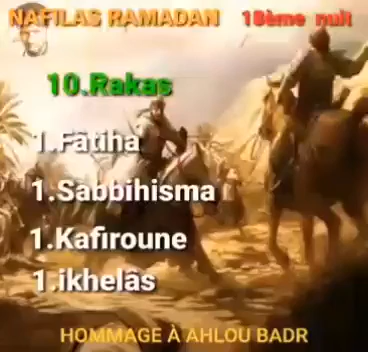 NAFILAS RAMADAN 18ème nuit
10.Rakas
1.Fatiha
1.Sabbihisma
1.Kafiroune
1.ikhelâs
HOMMAGE À AHLOU BADR